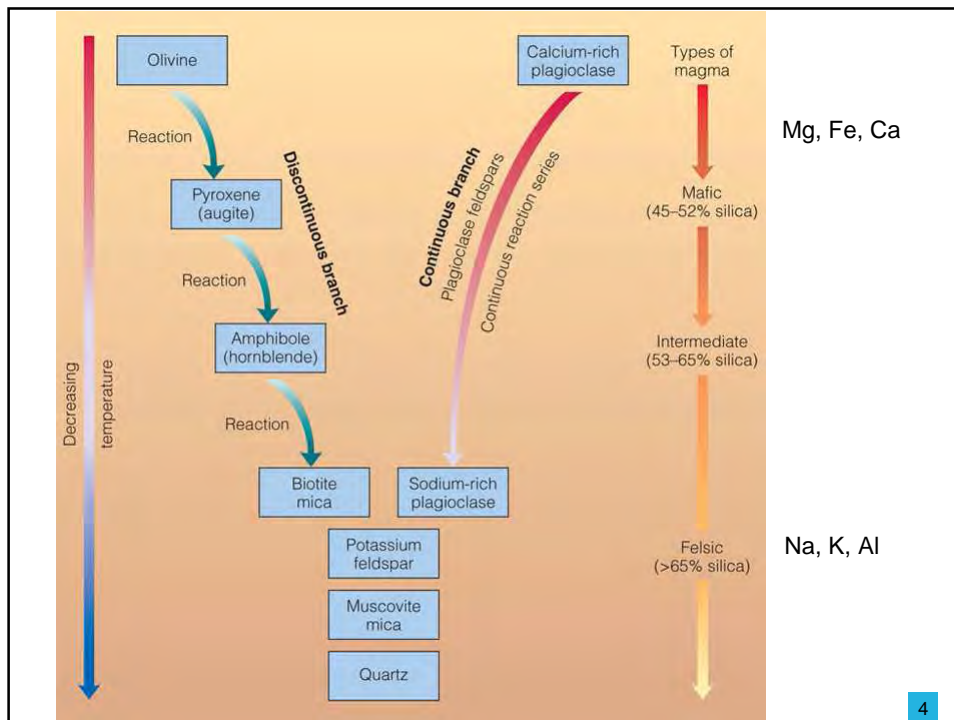 Olivine
Calcium-rich
plagioclase
Types of
magma
Reaction
Mg, Fe, Ca
Discontinuous branch
Continuous branch
Plagioclase feldspars
Continuous reaction series
Pyroxene
(augite)
Mafic
(45–52% silica)
Reaction
Amphibole
(hornblende)
Intermediate
(53–65% silica)
Decreasing
temperature
Reaction
Biotite
mica
Sodium-rich
plagioclase
Potassium
feldspar
Felsic
(>65% silica)
Na, K, Al
Muscovite
mica
Quartz
4